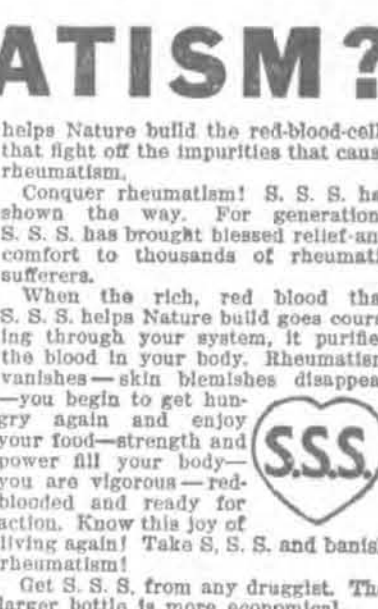 ATISM?
helps Nature build the red-blood-cell
that fight off the impurities that caus
rheumatism.
Conquer rheumatism! S. S. S. ha
shown the way. For generation
S. S. S. has brought blessed relief an
comfort to thousands of rheumati
sufferers.
When the rich, red blood tha
S. S. S. helps Nature build goes cours
ing through your system, it purifie
the blood in your body. Rheumatism
vanishes—skin blemishes disappea
—you begin to get hun-
gry again and enjoy
your food—strength and
power fill your body—
you are vigorous—red-
blooded and ready for
action. Know this joy of
living again! Take S. S. S. and banis
rheumatism!
Get S. S. S. from any druggist. Th
larger bottle is more economical
S.S.S.